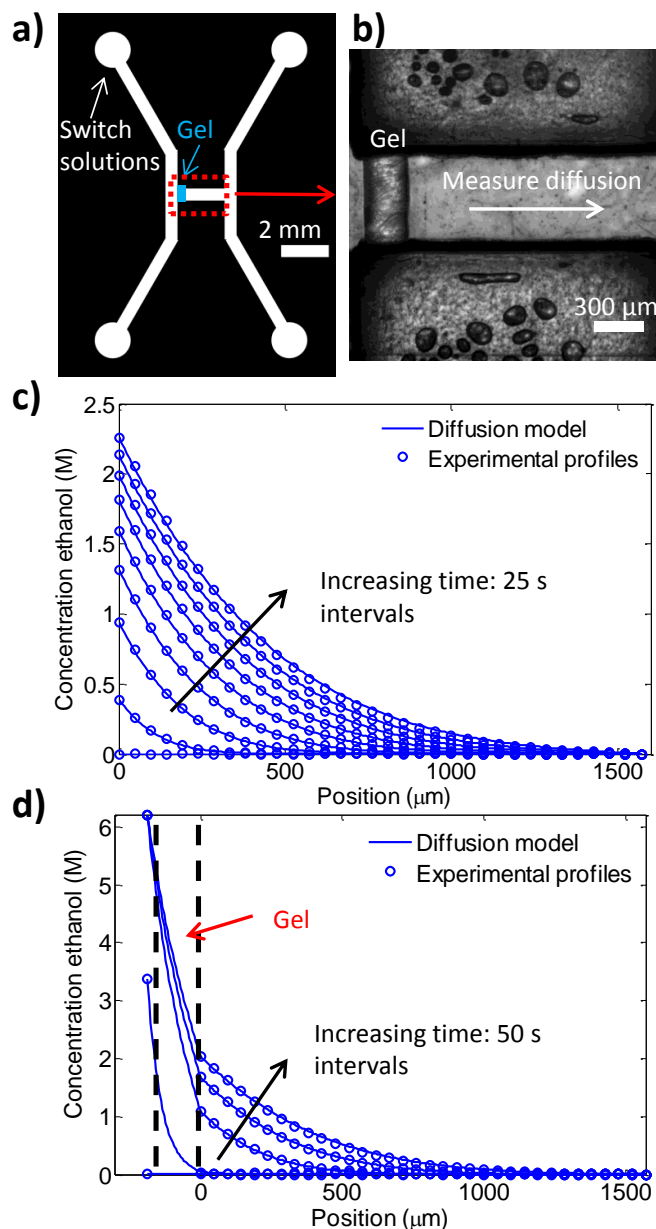 a)
Switch
solutions
Gel
2 mm
b)
Gel
Measure diffusion
300 μm
c)
Concentration ethanol (M)
2.5
2
1.5
1
0.5
0
Diffusion model
Experimental profiles
Increasing time: 25 s
intervals
0
500
1000
1500
Position (μm)
d)
Concentration ethanol (M)
6
5
4
3
2
1
0
Diffusion model
Experimental profiles
Gel
Increasing time: 50 s
intervals
0
500
1000
1500
Position (μm)